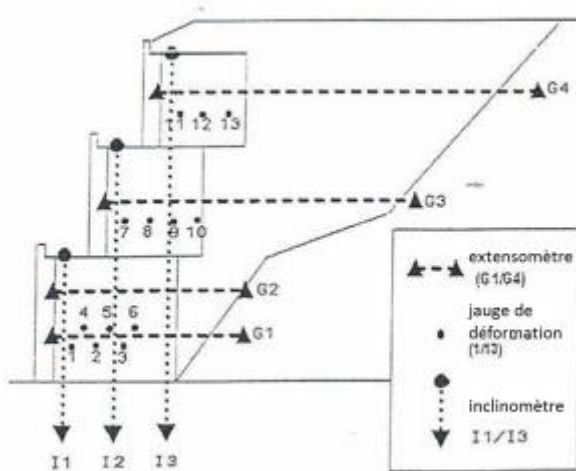 G4
11 12 13
G3
7 8 9 10
G2
4 5 6
G1
1 2 3
I1 I2 I3
extensomètre
(G1/G4)
jauge de
déformation
(1/13)
inclinomètre
I1/I3